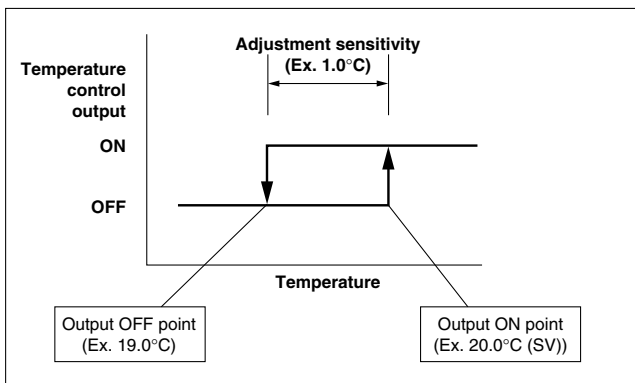 Adjustment sensitivity
(Ex. 1.0°C)
Temperature
control
output
ON
OFF
Temperature
Output OFF point
(Ex. 19.0°C)
Output ON point
(Ex. 20.0°C (SV))